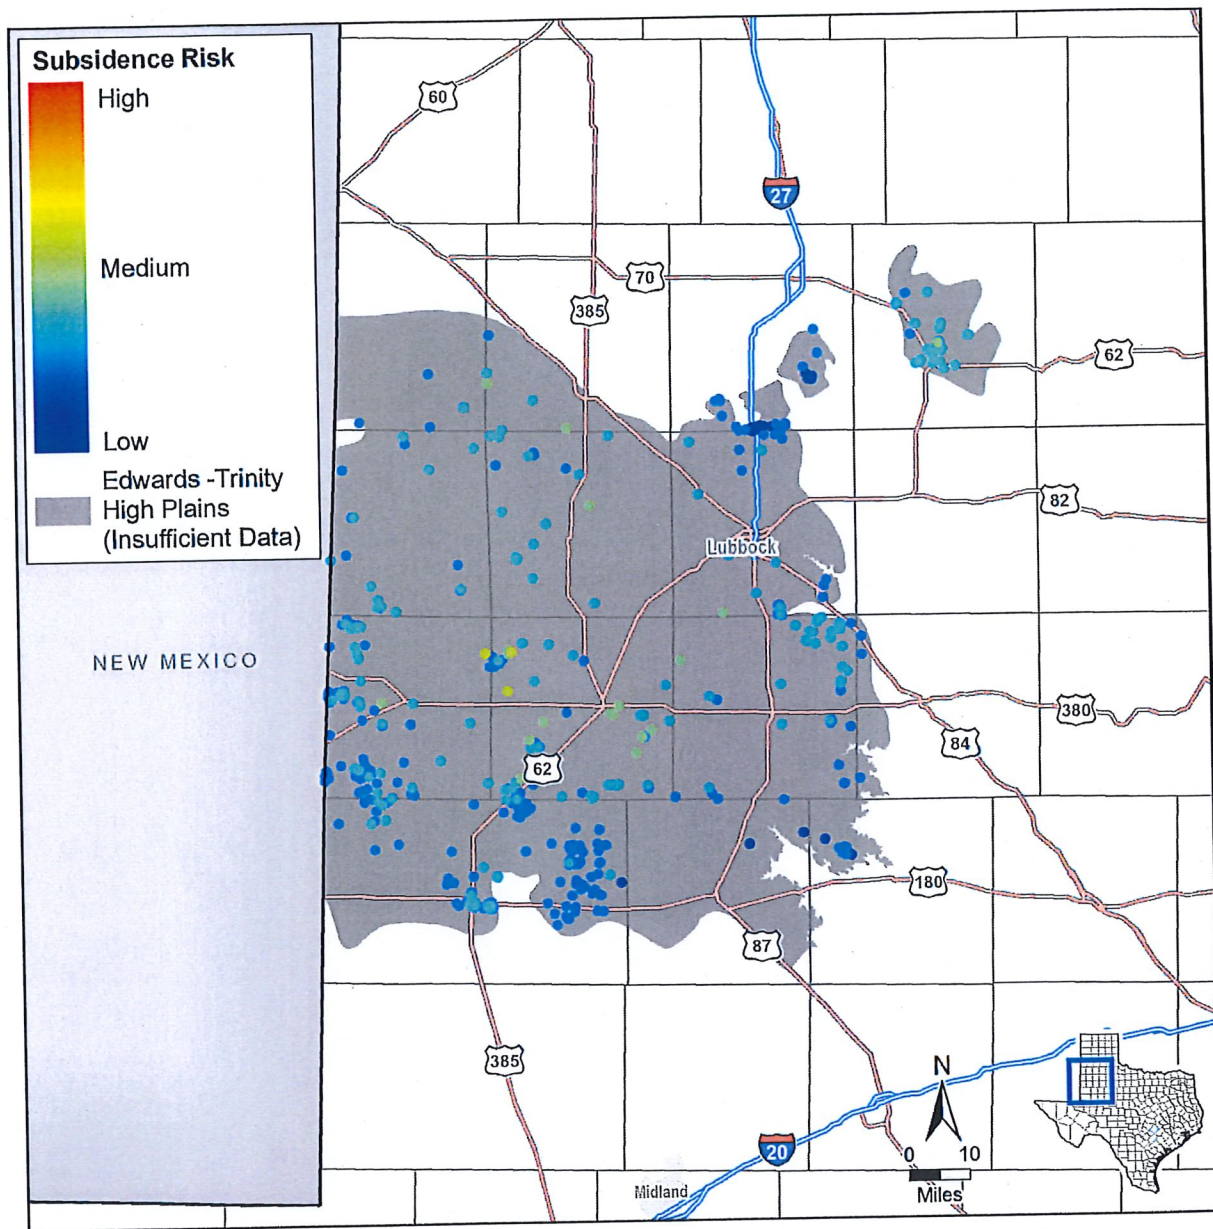 Subsidence Risk
High
Medium
Low
Edwards -Trinity
High Plains
(Insufficient Data)
60
27
70
385
62
82
Lubbock
NEW MEXICO
380
84
62
180
87
385
N
0 10
Miles
20
Midland